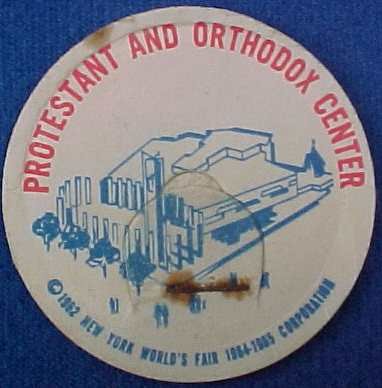 PROTESTANT AND ORTHODOX CENTER
© 1962 NEW YORK WORLD'S FAIR 1964-1965 CORPORATION